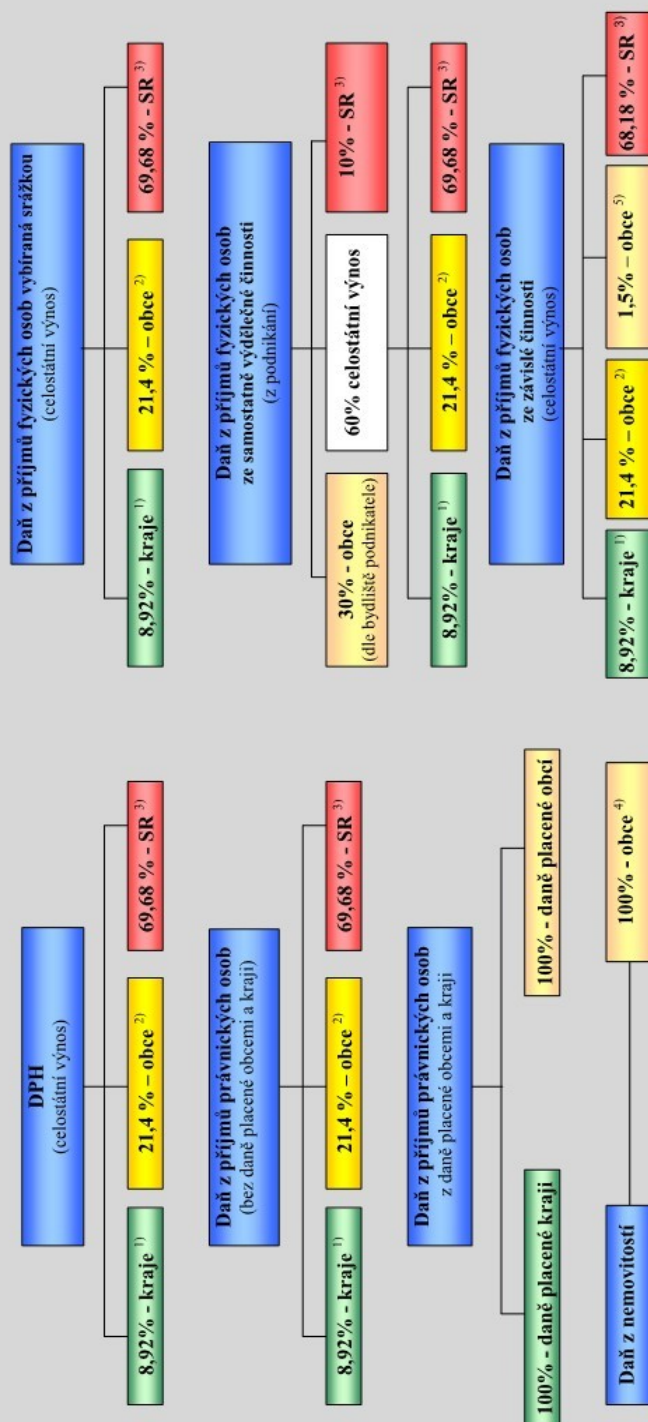 DPH
(celostátní výnos)
8,92% - kraje 1)
21,4 % – obce 2)
69,68 % - SR 3)
Daň z příjmů právnických osob
(bez daně placené obcemi a kraji)
8,92% - kraje 1)
21,4 % – obce 2)
69,68 % - SR 3)
Daň z příjmů právnických osob
z daně placené obcemi a kraji
100% - daně placené kraji
100% - daně placené obcí
Daň z nemovitostí
100% - obce 4)
Daň z příjmů fyzických osob vybíraná srážkou
(celostátní výnos)
8,92% - kraje 1)
21,4 % – obce 2)
69,68 % - SR 3)
Daň z příjmů fyzických osob
ze samostatně výdělečné činnosti
(z podnikání)
30% - obce
(dle bydliště podnikatele)
60% celostátní výnos
10% - SR 3)
8,92% - kraje 1)
21,4 % – obce 2)
69,68 % - SR 3)
Daň z příjmů fyzických osob
ze závislé činnosti
(celostátní výnos)
8,92% - kraje 1)
21,4 % – obce 2)
1,5% – obce 5)
68,18 % - SR 3)